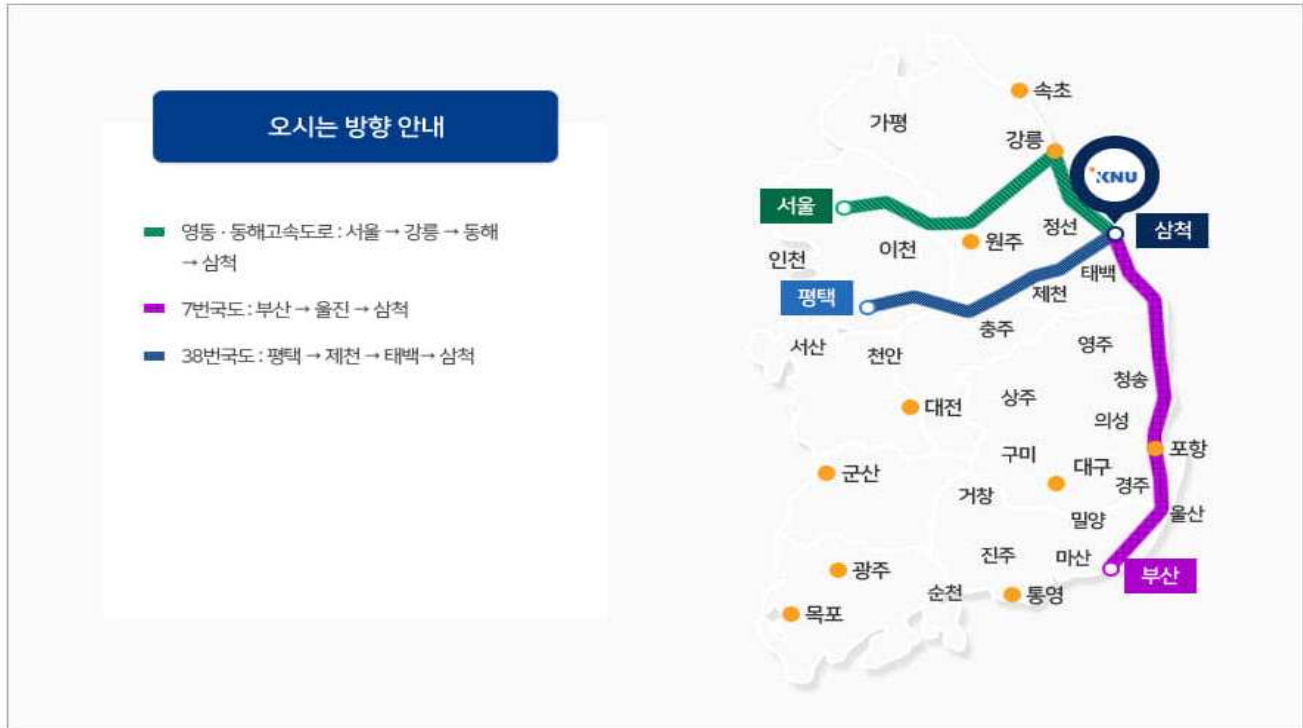 오시는 방향 안내
영동 · 동해고속도로 : 서울 → 강릉 → 동해
→ 삼척
7번국도 : 부산 → 울진 → 삼척
38번국도 : 평택 → 제천 → 태백→ 삼척
속초
가평
강릉
KNU
서울
정선
삼척
이천
원주
인천
태백
평택
제천
충주
서산
천안
영주
청송
상주
대전
의성
구미
포항
대구
군산
경주
거창
밀양
울산
진주
마산
광주
부산
순천
통영
목포